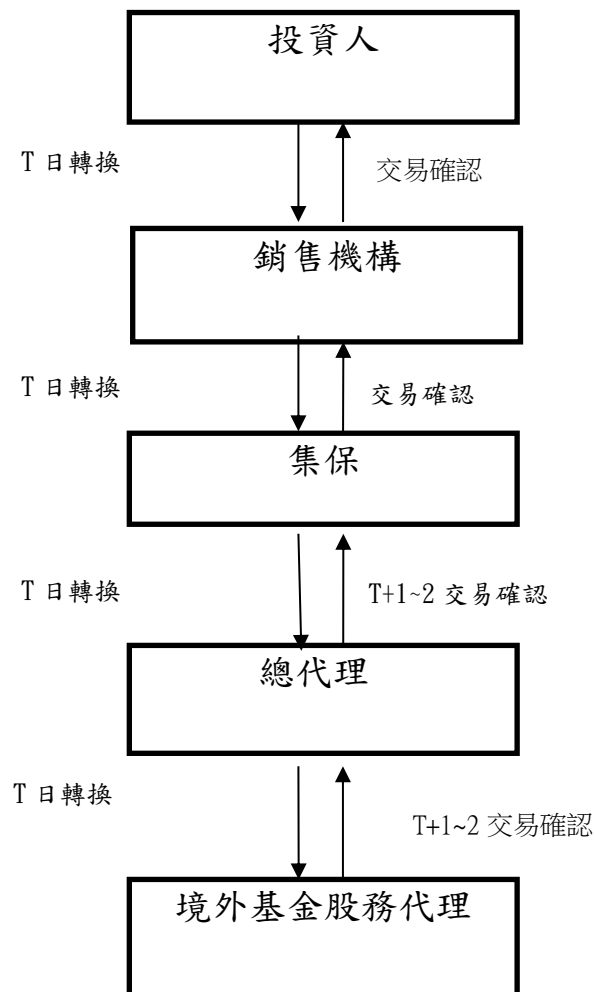 投資人
T 日轉換
交易確認
銷售機構
T 日轉換
交易確認
集保
T 日轉換
T+1~2 交易確認
總代理
T 日轉換
T+1~2 交易確認
境外基金股務代理